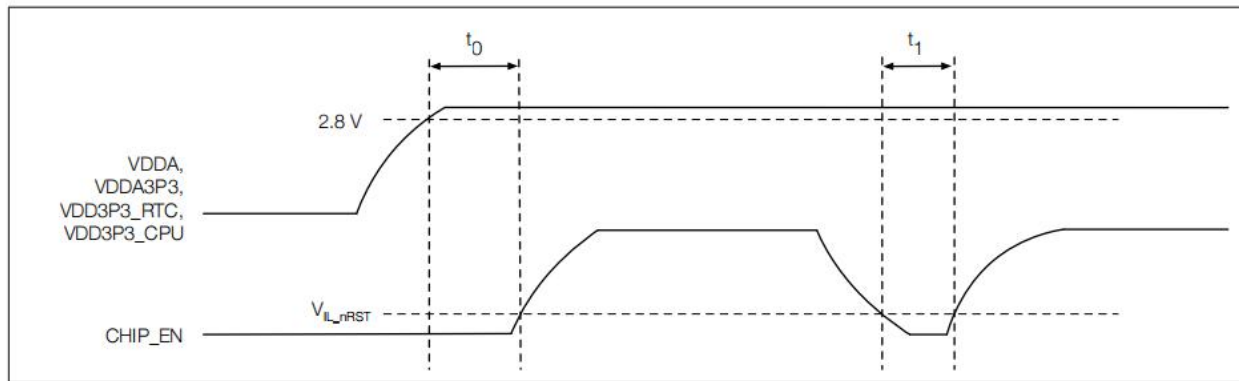 t0
t1
2.8 V
VDDA,
VDDA3P3,
VDD3P3_RTC,
VDD3P3_CPU
VIL_nRST
CHIP_EN